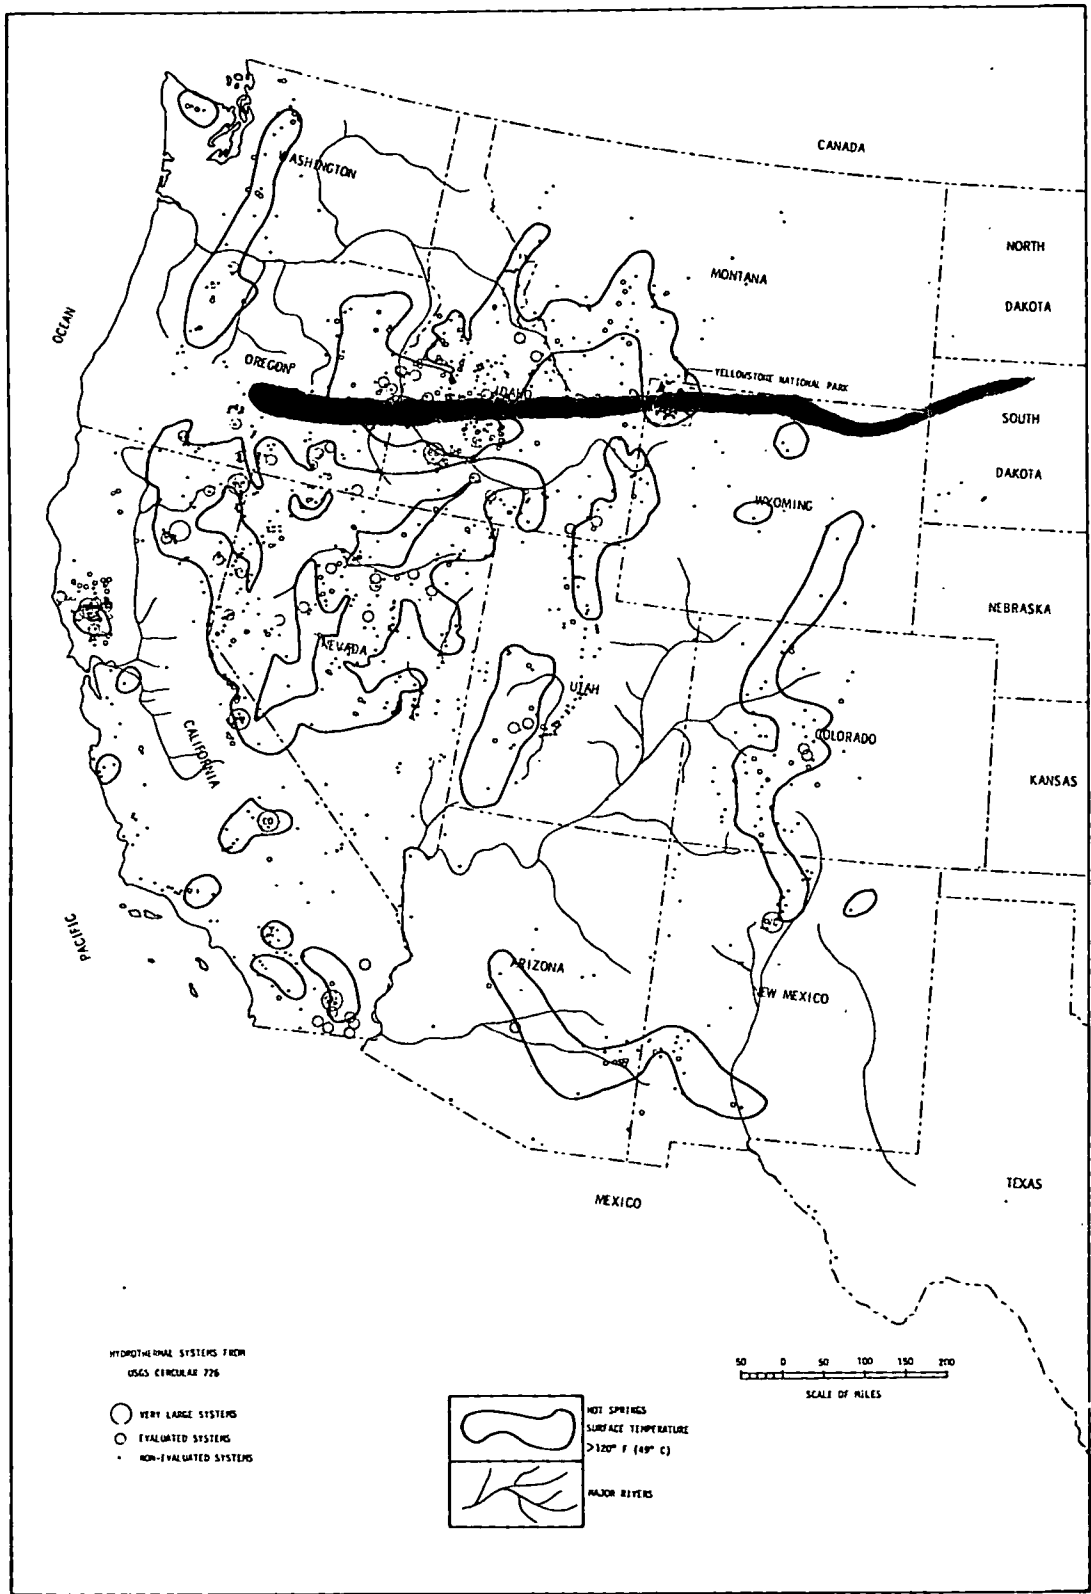 CANADA
WASHINGTON
NORTH
DAKOTA
MONTANA
OCEAN
OREGON
YELLOWSTONE NATIONAL PARK
IDAHO
SOUTH
DAKOTA
WYOMING
NEBRASKA
NEVADA
UTAH
CALIFORNIA
COLORADO
KANSAS
PACIFIC
ARIZONA
NEW MEXICO
TEXAS
MEXICO
HYDROTHERMAL SYSTEMS FROM
USGS CIRCULAR 726
VERY LARGE SYSTEMS
EVALUATED SYSTEMS
NON-EVALUATED SYSTEMS
HOT SPRINGS
SURFACE TEMPERATURE
>120° F (49° C)
MAJOR RIVERS
50 0 50 100 150 200
SCALE OF MILES